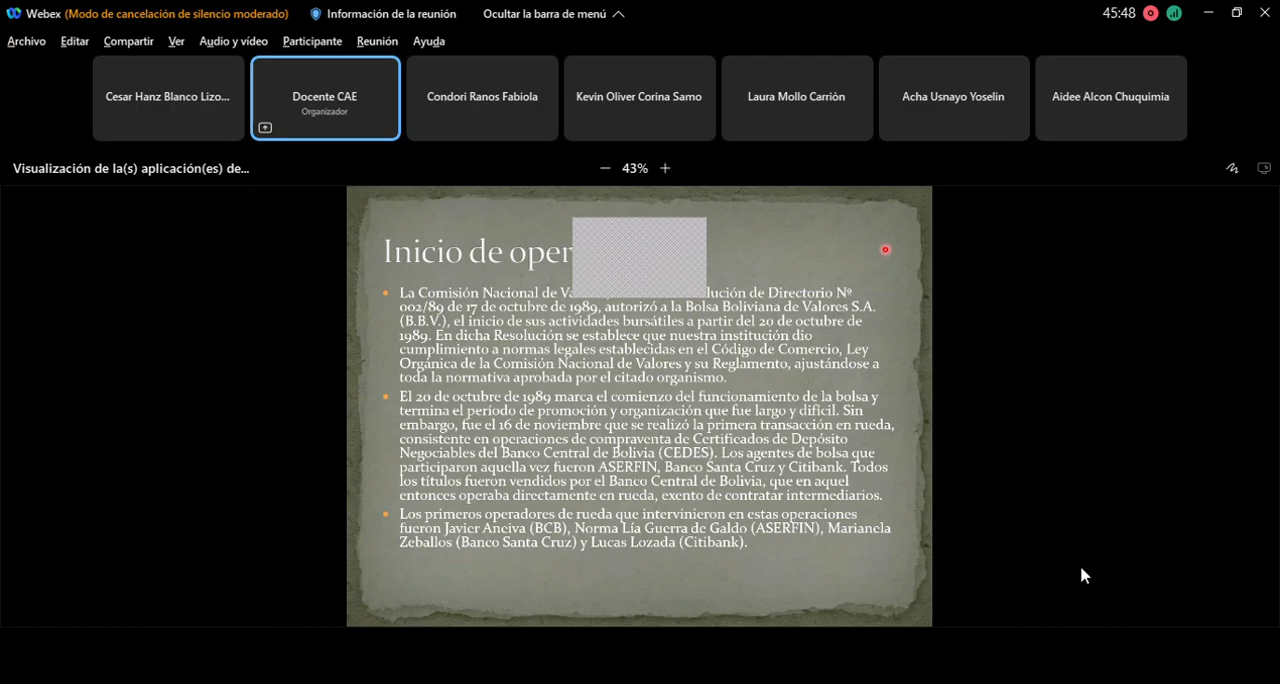 Webex (Modo de cancelación de silencio moderado) Información de la reunión Ocultar la barra de menú 45:48
Archivo Editar Compartir Ver Audio y vídeo Participante Reunión Ayuda
Cesar Hanz Blanco Lizo... Docente CAE Condori Ranos Fabiola Kevin Oliver Corina Samo Laura Mollo Carriòn Acha Usnayo Yoselin Aidee Alcon Chuquimia
Organizador
Visualización de la(s) aplicación(es) de... 43%
Inicio de oper
La Comisión Nacional de Va lución de Directorio Nº
002/89 de 17 de octubre de 1989, autorizó a la Bolsa Boliviana de Valores S.A.
(B.B.V.), el inicio de sus actividades bursátiles a partir del 20 de octubre de
1989. En dicha Resolución se establece que nuestra institución dio
cumplimiento a normas legales establecidas en el Código de Comercio, Ley
Orgánica de la Comisión Nacional de Valores y su Reglamento, ajustándose a
toda la normativa aprobada por el citado organismo.
El 20 de octubre de 1989 marca el comienzo del funcionamiento de la bolsa y
termina el período de promoción y organización que fue largo y difícil. Sin
embargo, fue el 16 de noviembre que se realizó la primera transacción en rueda,
consistente en operaciones de compraventa de Certificados de Depósito
Negociables del Banco Central de Bolivia (CEDES). Los agentes de bolsa que
participaron aquella vez fueron ASERFIN, Banco Santa Cruz y Citibank. Todos
los títulos fueron vendidos por el Banco Central de Bolivia, que en aquel
entonces operaba directamente en rueda, exento de contratar intermediarios.
Los primeros operadores de rueda que intervinieron en estas operaciones
fueron Javier Anciva (BCB), Norma Lía Guerra de Galdo (ASERFIN), Marianela
Zeballos (Banco Santa Cruz) y Lucas Lozada (Citibank).